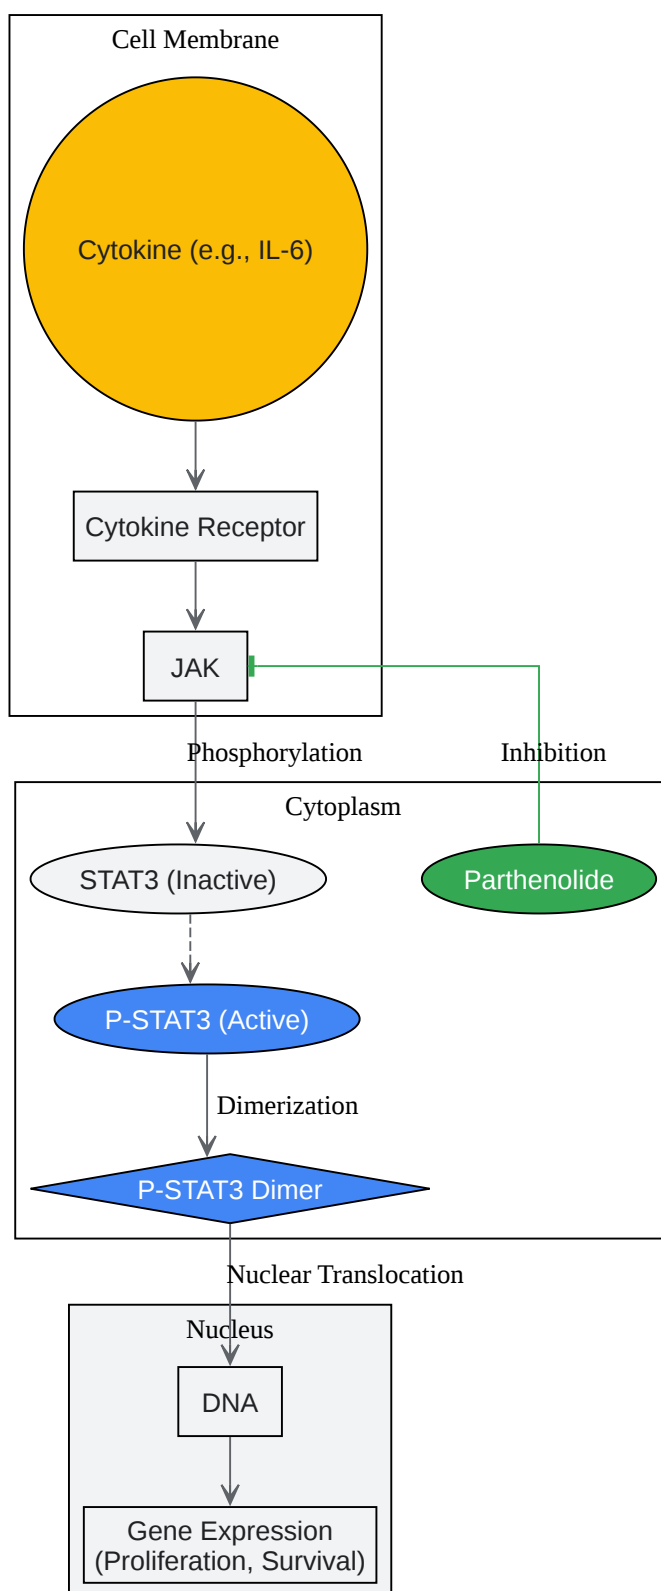 Cell Membrane
Cytokine (e.g., IL-6)
Cytokine Receptor
JAK
Phosphorylation
Inhibition
Cytoplasm
STAT3 (Inactive)
Parthenolide
P-STAT3 (Active)
Dimerization
P-STAT3 Dimer
Nuclear Translocation
Nucleus
DNA
Gene Expression
(Proliferation, Survival)